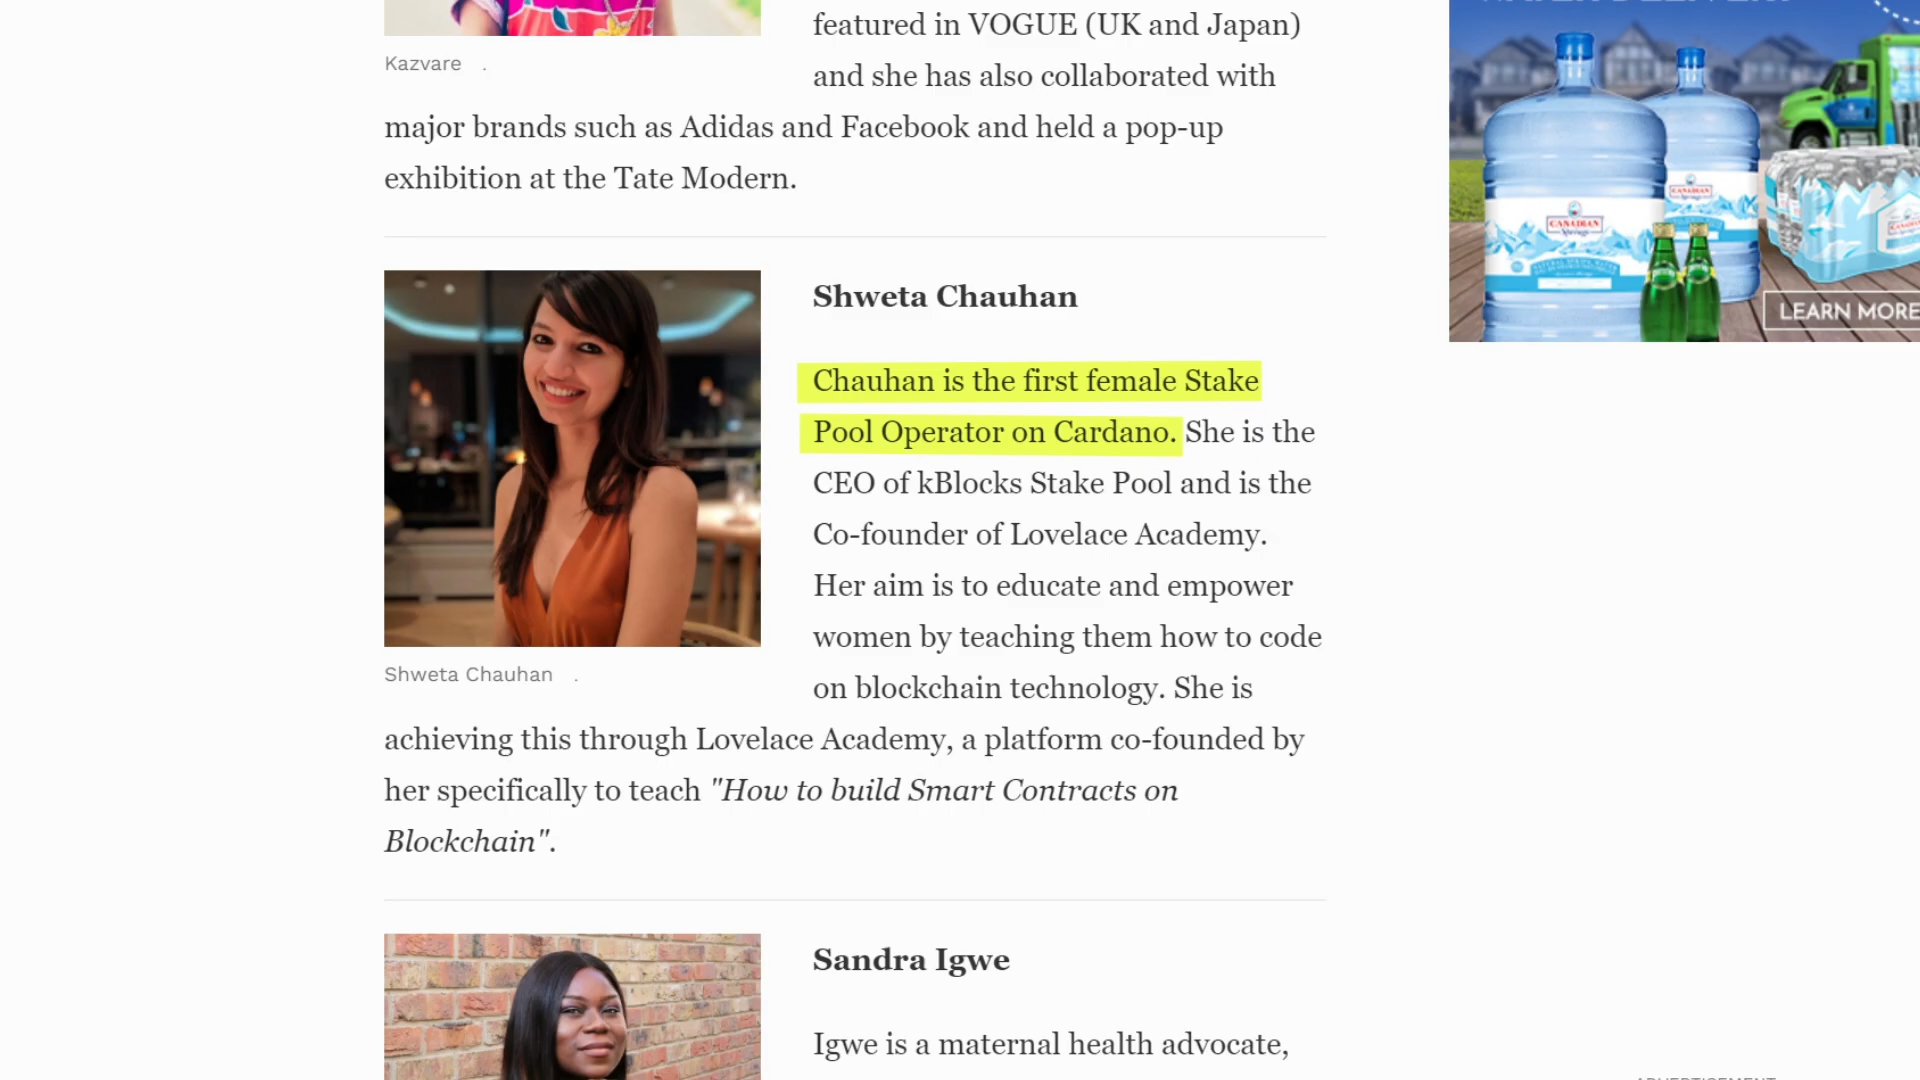 featured in VOGUE (UK and Japan)
and she has also collaborated with
major brands such as Adidas and Facebook and held a pop-up
exhibition at the Tate Modern.
Kazvare .
Shweta Chauhan
Chauhan is the first female Stake
Pool Operator on Cardano. She is the
CEO of kBlocks Stake Pool and is the
Co-founder of Lovelace Academy.
Her aim is to educate and empower
women by teaching them how to code
on blockchain technology. She is
achieving this through Lovelace Academy, a platform co-founded by
her specifically to teach "How to build Smart Contracts on
Blockchain".
Shweta Chauhan .
Sandra Igwe
Igwe is a maternal health advocate,
CANADIAN
Springs
CANADIAN
Springs
LEARN MORE